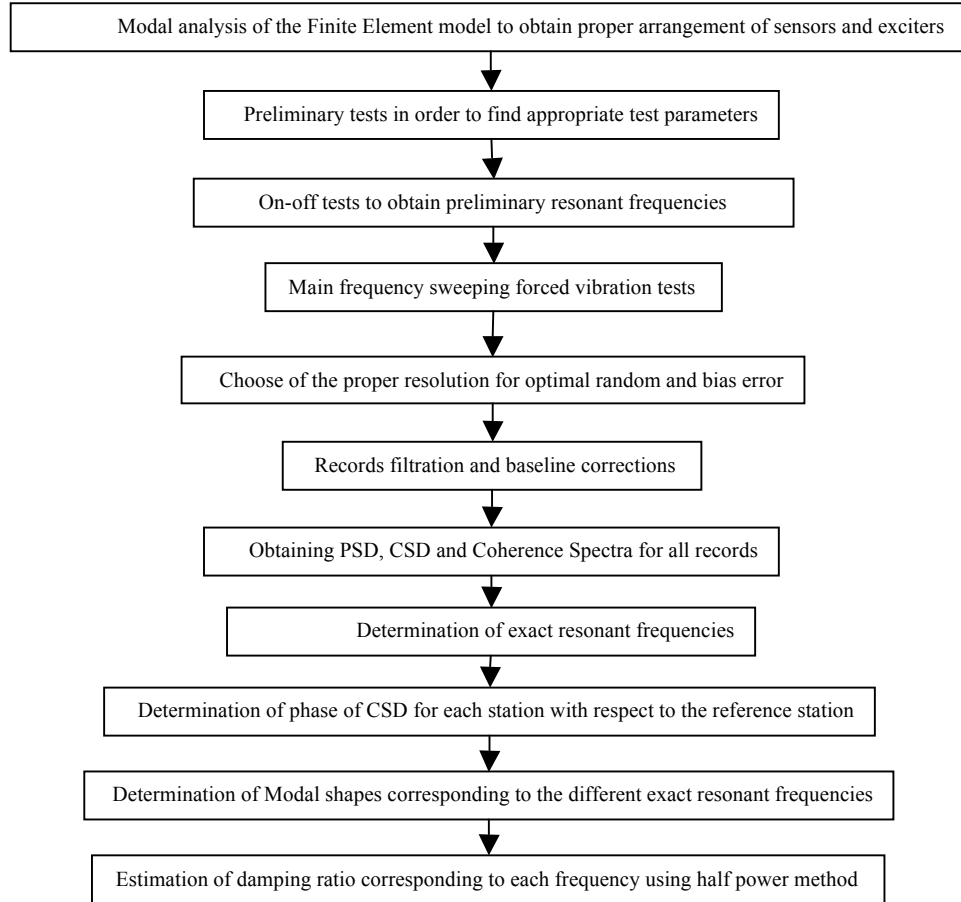 Modal analysis of the Finite Element model to obtain proper arrangement of sensors and exciters
Preliminary tests in order to find appropriate test parameters
On-off tests to obtain preliminary resonant frequencies
Main frequency sweeping forced vibration tests
Choose of the proper resolution for optimal random and bias error
Records filtration and baseline corrections
Obtaining PSD, CSD and Coherence Spectra for all records
Determination of exact resonant frequencies
Determination of phase of CSD for each station with respect to the reference station
Determination of Modal shapes corresponding to the different exact resonant frequencies
Estimation of damping ratio corresponding to each frequency using half power method